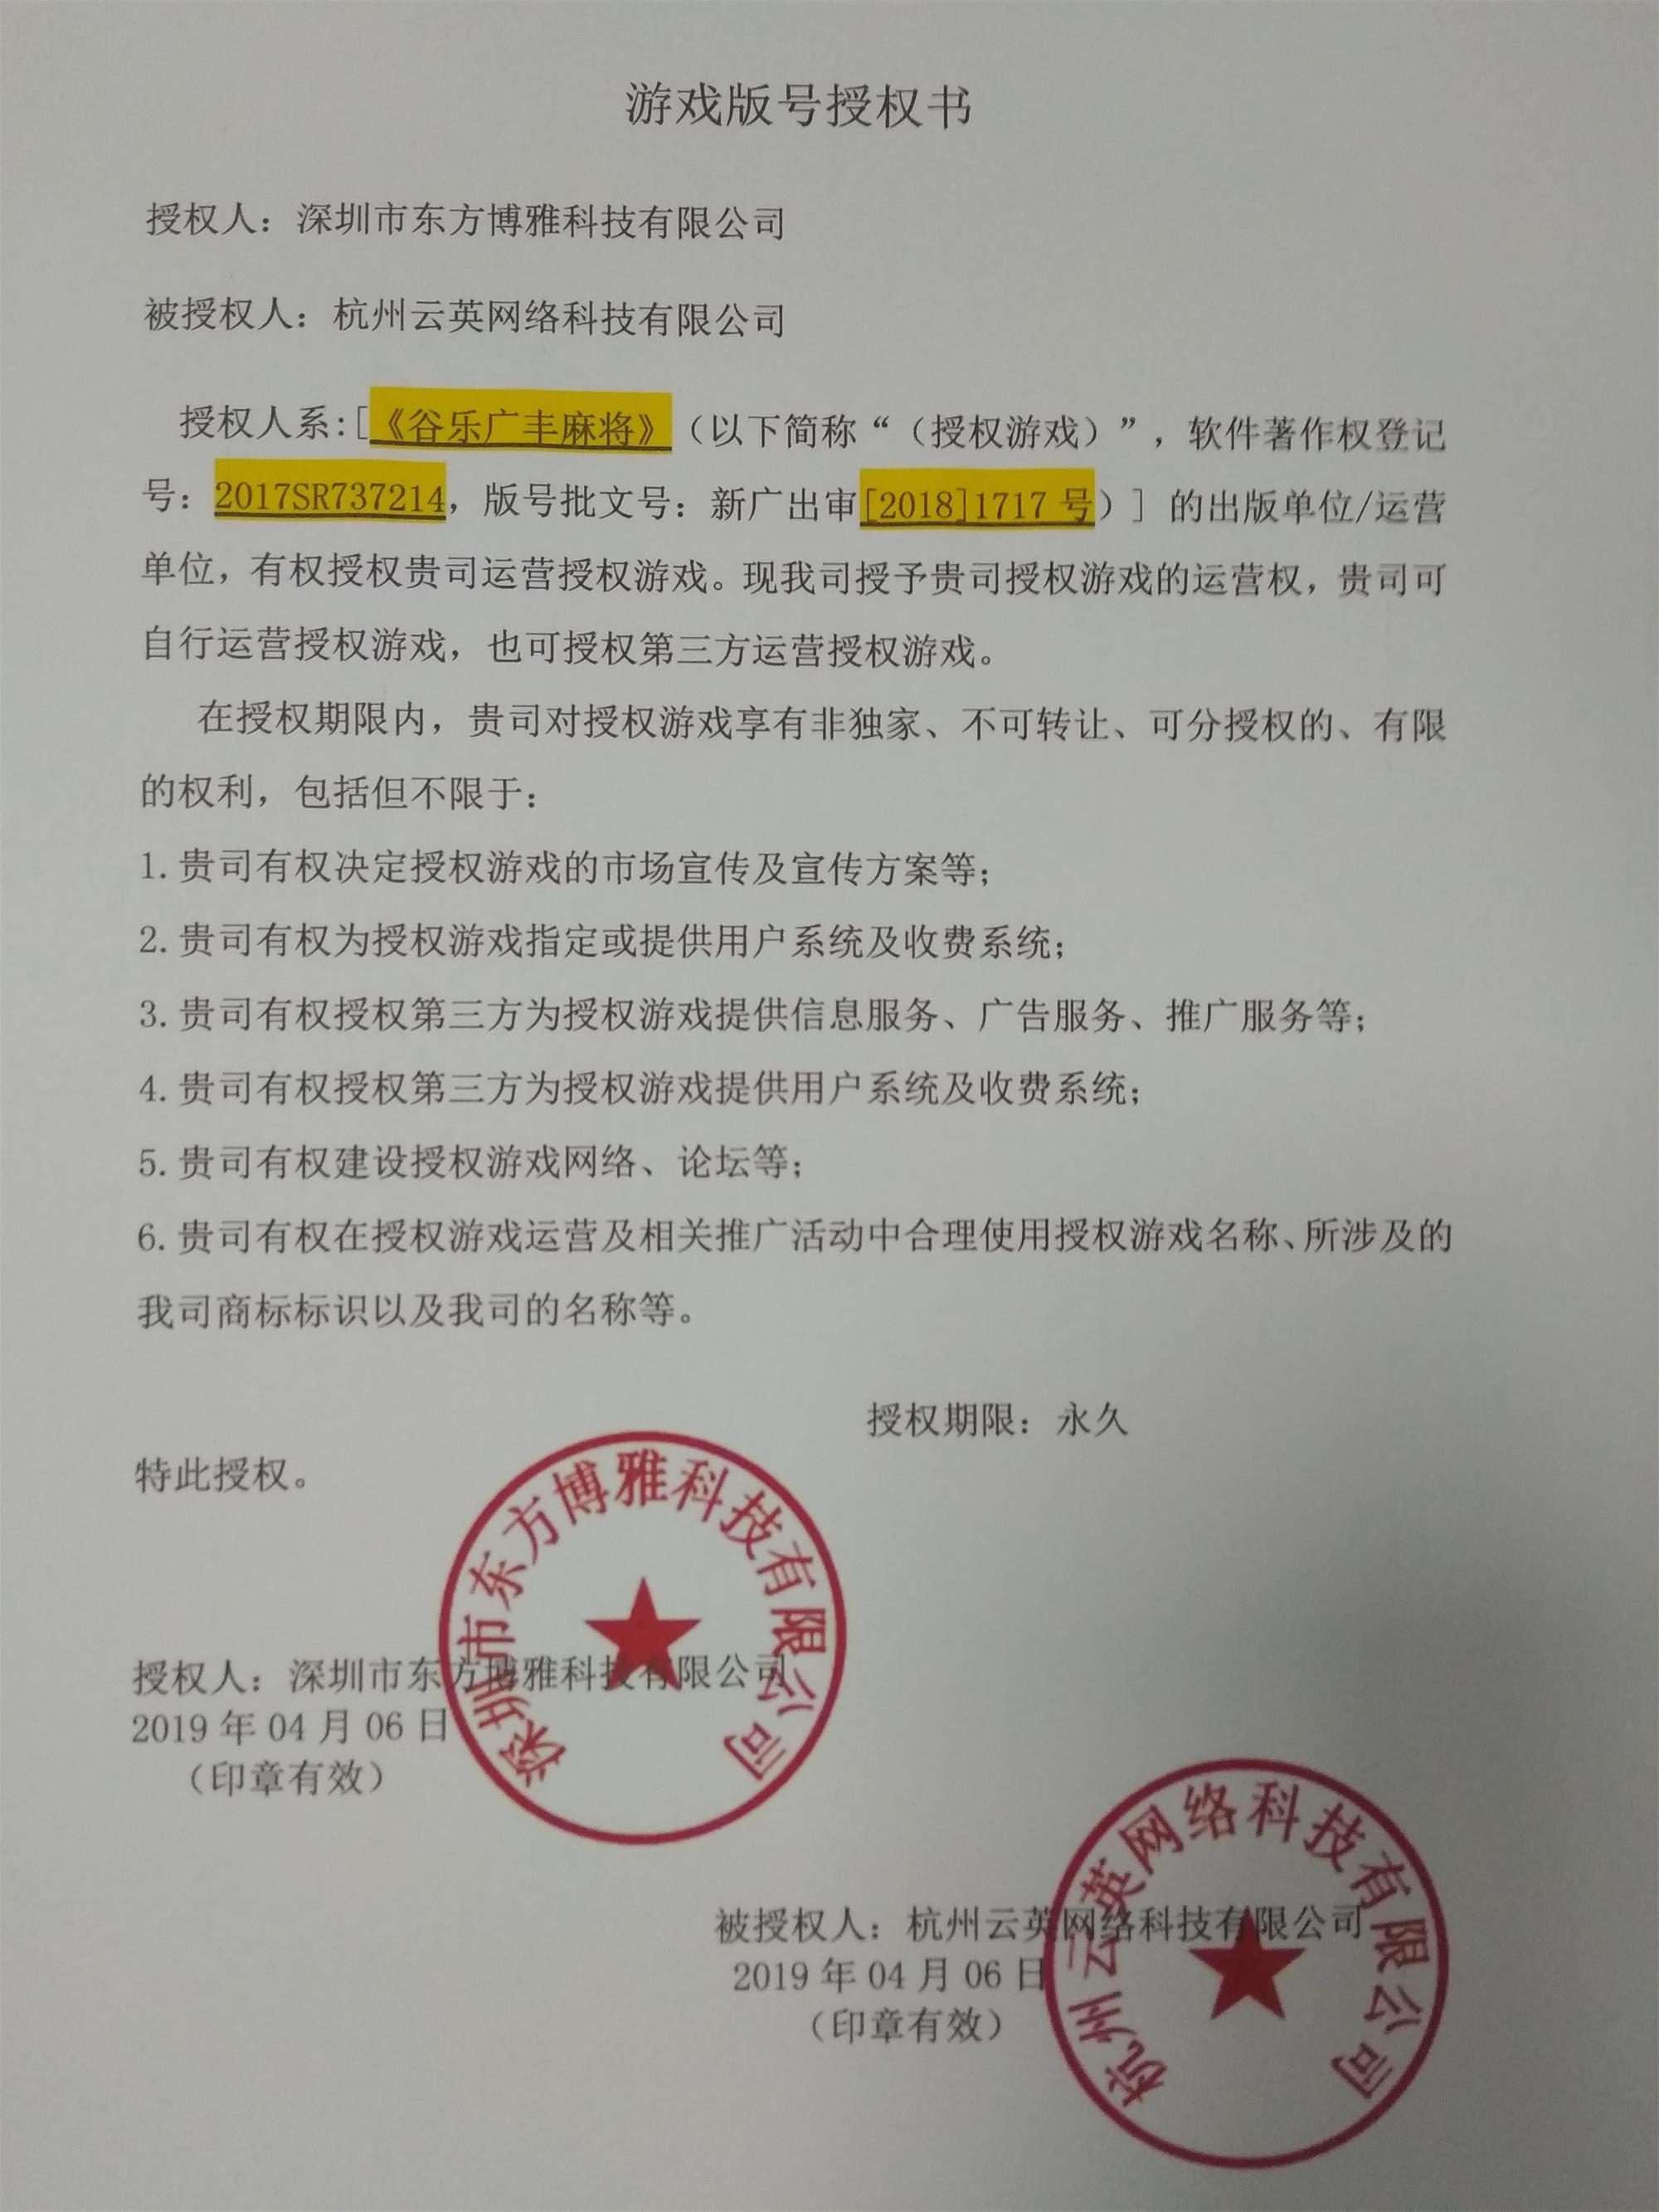 游戏版号授权书
授权人：深圳市东方博雅科技有限公司
被授权人：杭州云英网络科技有限公司
授权人系:[《谷乐广丰麻将》（以下简称“（授权游戏）”，软件著作权登记
号：2017SR737214，版号批文号：新广出审[2018]1717 号）] 的出版单位/运营
单位，有权授权贵司运营授权游戏。现我司授予贵司授权游戏的运营权，贵司可
自行运营授权游戏，也可授权第三方运营授权游戏。
在授权期限内，贵司对授权游戏享有非独家、不可转让、可分授权的、有限
的权利，包括但不限于：
1.贵司有权决定授权游戏的市场宣传及宣传方案等；
2.贵司有权为授权游戏指定或提供用户系统及收费系统；
3.贵司有权授权第三方为授权游戏提供信息服务、广告服务、推广服务等；
4.贵司有权授权第三方为授权游戏提供用户系统及收费系统；
5.贵司有权建设授权游戏网络、论坛等；
6.贵司有权在授权游戏运营及相关推广活动中合理使用授权游戏名称、所涉及的
我司商标标识以及我司的名称等。
授权期限：永久
特此授权。
深圳市东方博雅科技有限公司
授权人：深圳市东方博雅科技有限公司
2019 年 04 月 06 日
（印章有效）
杭州云英网络科技有限公司
被授权人：杭州云英网络科技有限公司
2019 年 04 月 06 日
（印章有效）